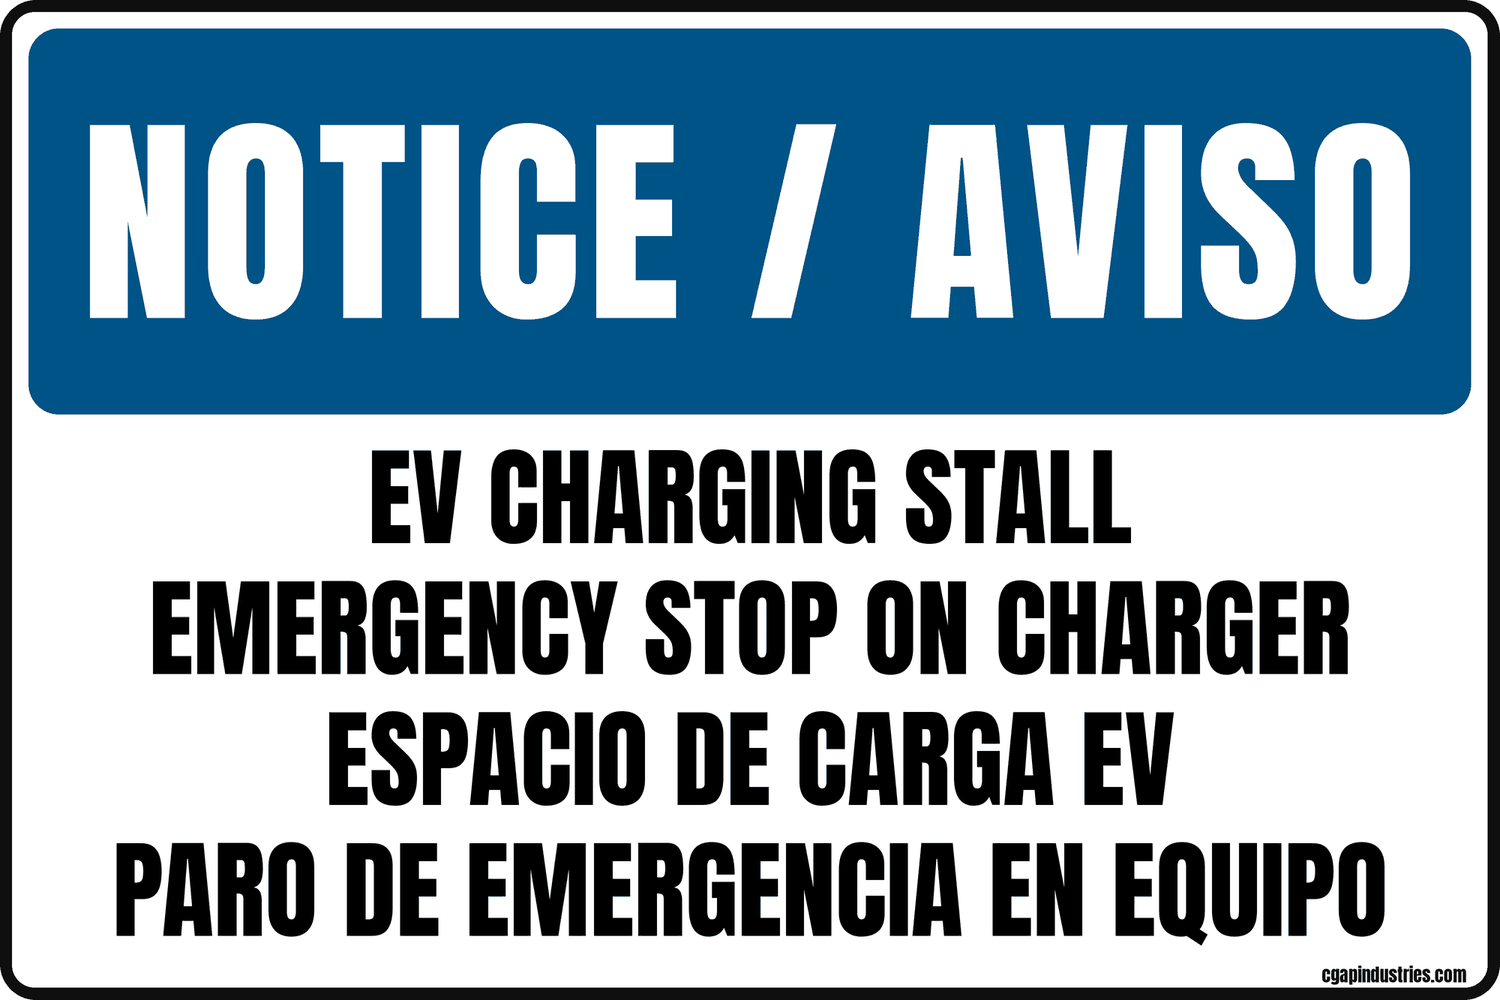 NOTICE / AVISO
EV CHARGING STALL
EMERGENCY STOP ON CHARGER
ESPACIO DE CARGA EV
PARO DE EMERGENCIA EN EQUIPO
cgapindustries.com